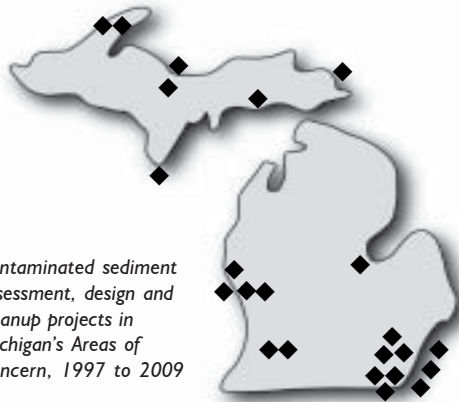 ntaminated sediment
sessment, design and
anup projects in
chigan's Areas of
ncern, 1997 to 2009